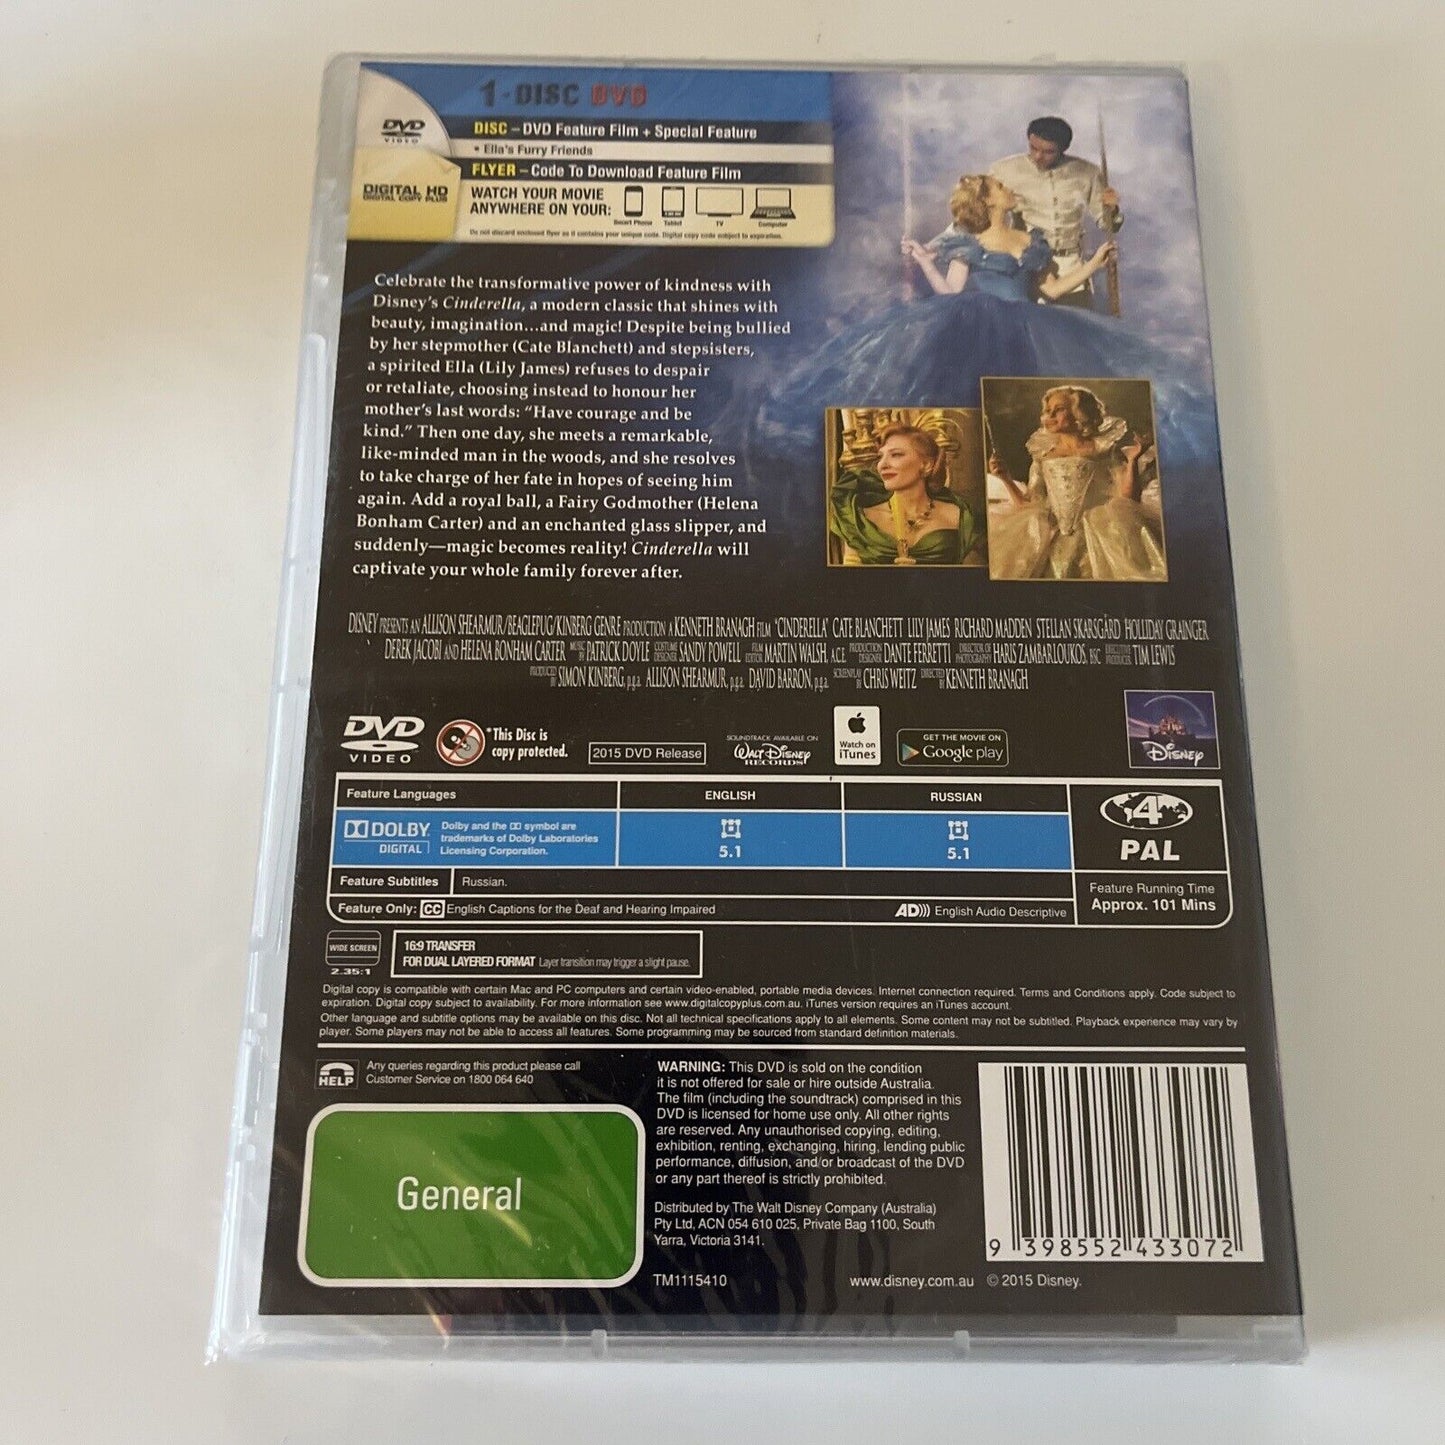 1-DISC DVD
DVD
VIDEO
DISC – DVD Feature Film + Special Feature
• Ella's Furry Friends
FLYER – Code To Download Feature Film
DIGITAL HD
DIGITAL COPY PLUS
WATCH YOUR MOVIE
ANYWHERE ON YOUR:
Smart Phone Tablet TV Computer
Do not discard enclosed flyer as it contains your unique code. Digital copy code subject to expiration.
Celebrate the transformative power of kindness with
Disney's Cinderella, a modern classic that shines with
beauty, imagination...and magic! Despite being bullied
by her stepmother (Cate Blanchett) and stepsisters,
a spirited Ella (Lily James) refuses to despair
or retaliate, choosing instead to honour her
mother's last words: “Have courage and be
kind.” Then one day, she meets a remarkable,
like-minded man in the woods, and she resolves
to take charge of her fate in hopes of seeing him
again. Add a royal ball, a Fairy Godmother (Helena
Bonham Carter) and an enchanted glass slipper, and
suddenly—magic becomes reality! Cinderella will
captivate your whole family forever after.
DISNEY PRESENTS AN ALLISON SHEARMUR/BEAGLEPUG/KINBERG GENRE PRODUCTION A KENNETH BRANAGH FILM "CINDERELLA" CATE BLANCHETT LILY JAMES RICHARD MADDEN STELLAN SKARSGÅRD HOLLIDAY GRAINGER
DEREK JACOBI AND HELENA BONHAM CARTER MUSIC BY PATRICK DOYLE COSTUME DESIGNER SANDY POWELL FILM EDITOR MARTIN WALSH, A.C.E. PRODUCTION DESIGNER DANTE FERRETTI DIRECTOR OF PHOTOGRAPHY HARIS ZAMBARLOUKOS, BSC EXECUTIVE PRODUCER TIM LEWIS
PRODUCED BY SIMON KINBERG, p.g.a. ALLISON SHEARMUR, p.g.a. DAVID BARRON, p.g.a. SCREENPLAY BY CHRIS WEITZ DIRECTED BY KENNETH BRANAGH
DVD
VIDEO
*This Disc is
copy protected.
2015 DVD Release
SOUNDTRACK AVAILABLE ON
WALT DISNEY
RECORDS
Watch on
iTunes
GET THE MOVIE ON
Google play
Disney
Feature Languages ENGLISH RUSSIAN
DOLBY
DIGITAL
Dolby and the DD symbol are
trademarks of Dolby Laboratories
Licensing Corporation.
5.1 5.1
4
PAL
Feature Subtitles Russian.
Feature Running Time
Approx. 101 Mins
Feature Only: CC English Captions for the Deaf and Hearing Impaired AD))) English Audio Descriptive
WIDE SCREEN
2.35:1
16:9 TRANSFER
FOR DUAL LAYERED FORMAT Layer transition may trigger a slight pause.
Digital copy is compatible with certain Mac and PC computers and certain video-enabled, portable media devices. Internet connection required. Terms and Conditions apply. Code subject to
expiration. Digital copy subject to availability. For more information see www.digitalcopyplus.com.au. iTunes version requires an iTunes account.
Other language and subtitle options may be available on this disc. Not all technical specifications apply to all elements. Some content may not be subtitled. Playback experience may vary by
player. Some players may not be able to access all features. Some programming may be sourced from standard definition materials.
HELP
Any queries regarding this product please call
Customer Service on 1800 064 640
General
WARNING: This DVD is sold on the condition
it is not offered for sale or hire outside Australia.
The film (including the soundtrack) comprised in this
DVD is licensed for home use only. All other rights
are reserved. Any unauthorised copying, editing,
exhibition, renting, exchanging, hiring, lending public
performance, diffusion, and/or broadcast of the DVD
or any part thereof is strictly prohibited.
Distributed by The Walt Disney Company (Australia)
Pty Ltd, ACN 054 610 025, Private Bag 1100, South
Yarra, Victoria 3141.
9 398552 433072
TM1115410 www.disney.com.au © 2015 Disney.